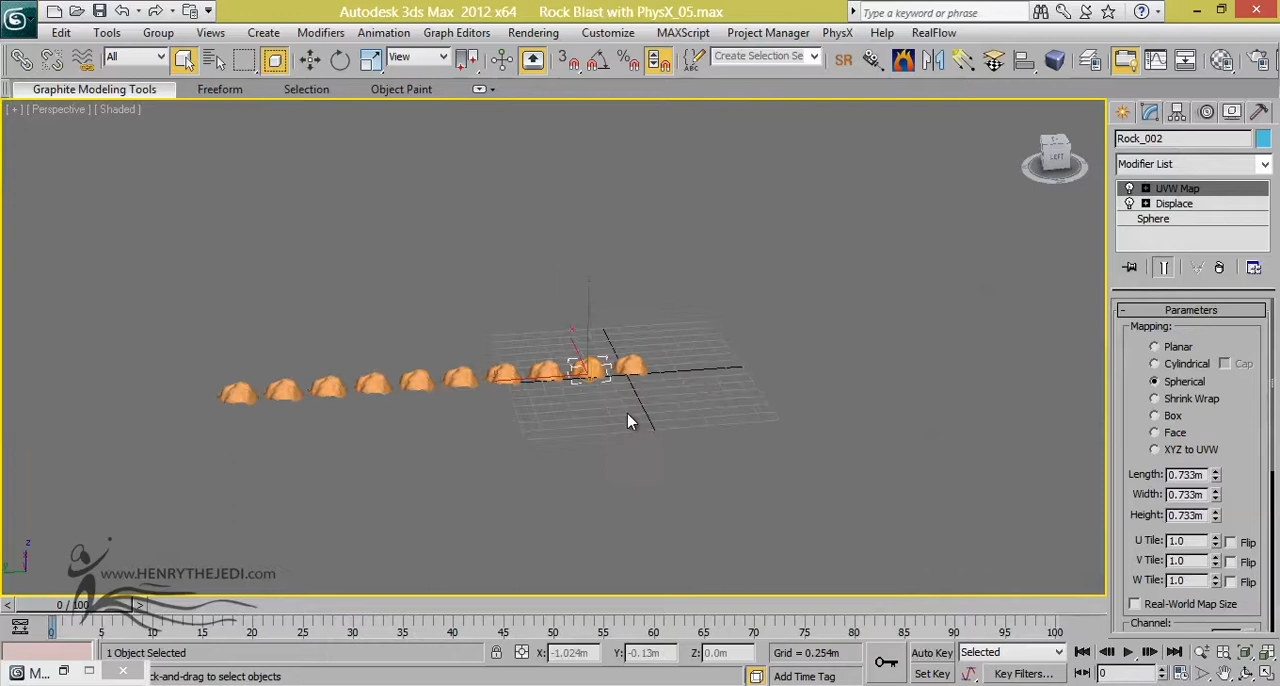 Autodesk 3ds Max 2012 x64 Rock Blast with PhysX_05.max
Type a keyword or phrase
Edit Tools Group Views Create Modifiers Animation Graph Editors Rendering Customize MAXScript Project Manager PhysX Help RealFlow
All View 3 Create Selection Se SR
Graphite Modeling Tools Freeform Selection Object Paint
[ + ] [ Perspective ] [ Shaded ]
LEFT
Rock_002
Modifier List
UVW Map
Displace
Sphere
Parameters
Mapping:
Planar
Cylindrical Cap
Spherical
Shrink Wrap
Box
Face
XYZ to UVW
Length: 0.733m
Width: 0.733m
Height: 0.733m
U Tile: 1.0 Flip
V Tile: 1.0 Flip
W Tile: 1.0 Flip
Real-World Map Size
Channel:
z
y
www.HENRYTHEJEDI.com
< 0 / 100 >
0 5 10 15 20 25 30 35 40 45 50 55 60 65 70 75 80 85 90 95 100
1 Object Selected X: -1.024m Y: -0.13m Z: 0.0m Grid = 0.254m Auto Key Selected
M... ck-and-drag to select objects Add Time Tag Set Key Key Filters... 0